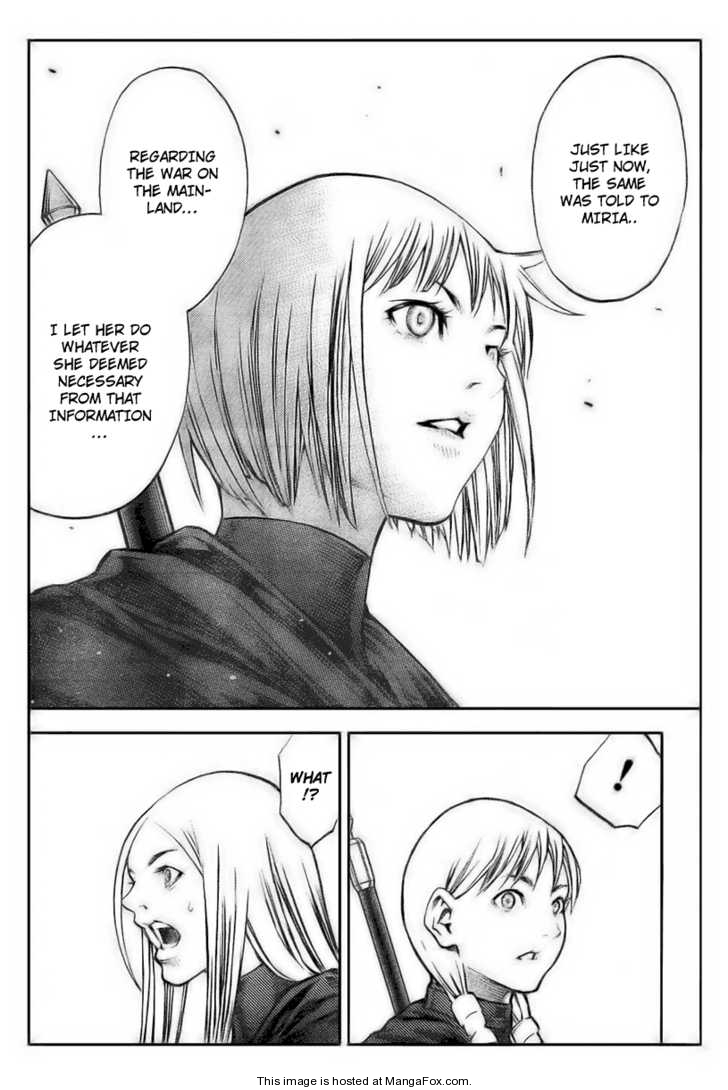 JUST LIKE
JUST NOW,
THE SAME
WAS TOLD TO
MIRIA..
REGARDING
THE WAR ON
THE MAIN-
LAND...
I LET HER DO
WHATEVER
SHE DEEMED
NECESSARY
FROM THAT
INFORMATION
...
!
WHAT
!?
This image is hosted at MangaFox.com.